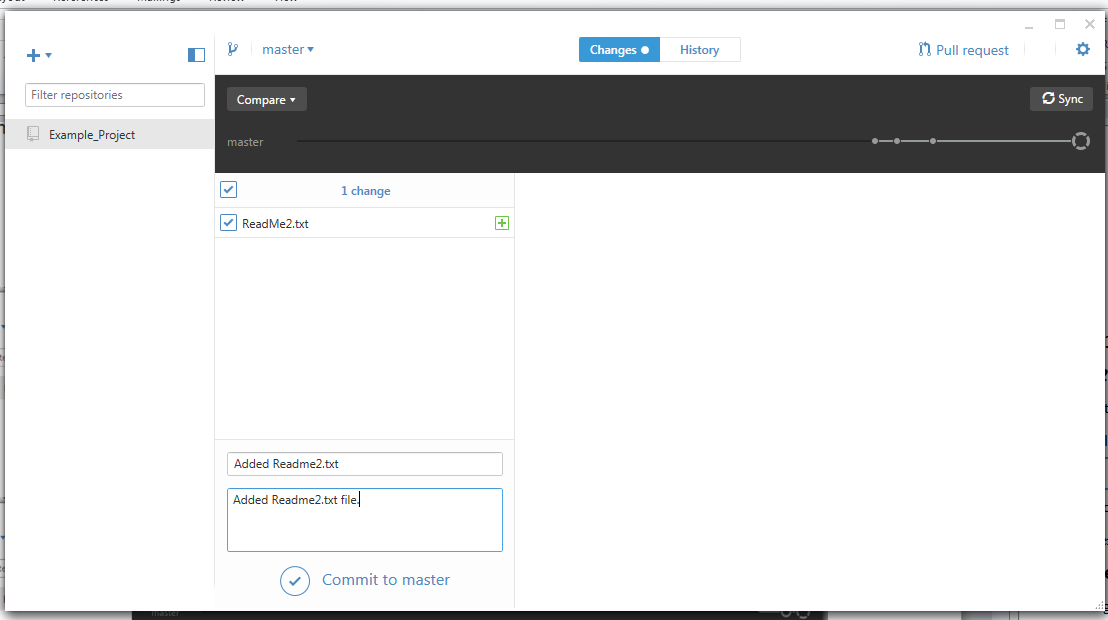 master
Changes
History
Pull request
Filter repositories
Example_Project
Compare
Sync
master
1 change
ReadMe2.txt
Added Readme2.txt
Added Readme2.txt file.
Commit to master
master